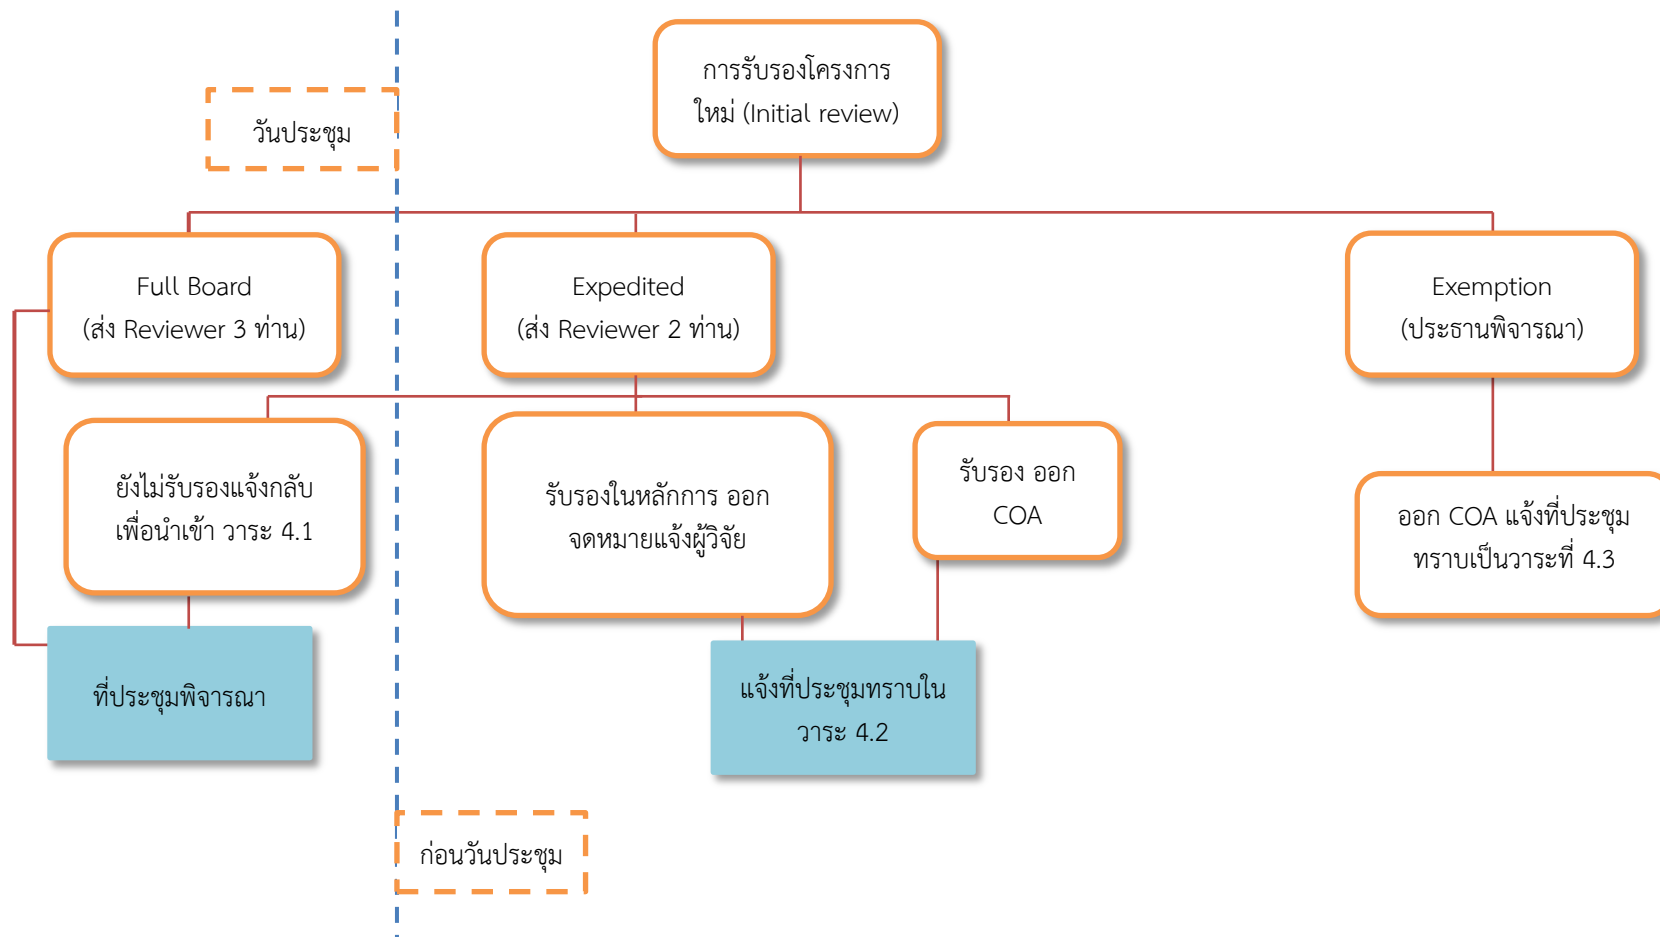 การรับรองโครงการ
ใหม่ (Initial review)
วันประชุม
Full Board
(ส่ง Reviewer 3 ท่าน)
Expedited
(ส่ง Reviewer 2 ท่าน)
Exemption
(ประธานพิจารณา)
ยังไม่รับรองแจ้งกลับ
เพื่อนำเข้า วาระ 4.1
รับรองในหลักการ ออก
จดหมายแจ้งผู้วิจัย
รับรอง ออก
COA
ออก COA แจ้งที่ประชุม
ทราบเป็นวาระที่ 4.3
ที่ประชุมพิจารณา
แจ้งที่ประชุมทราบใน
วาระ 4.2
ก่อนวันประชุม